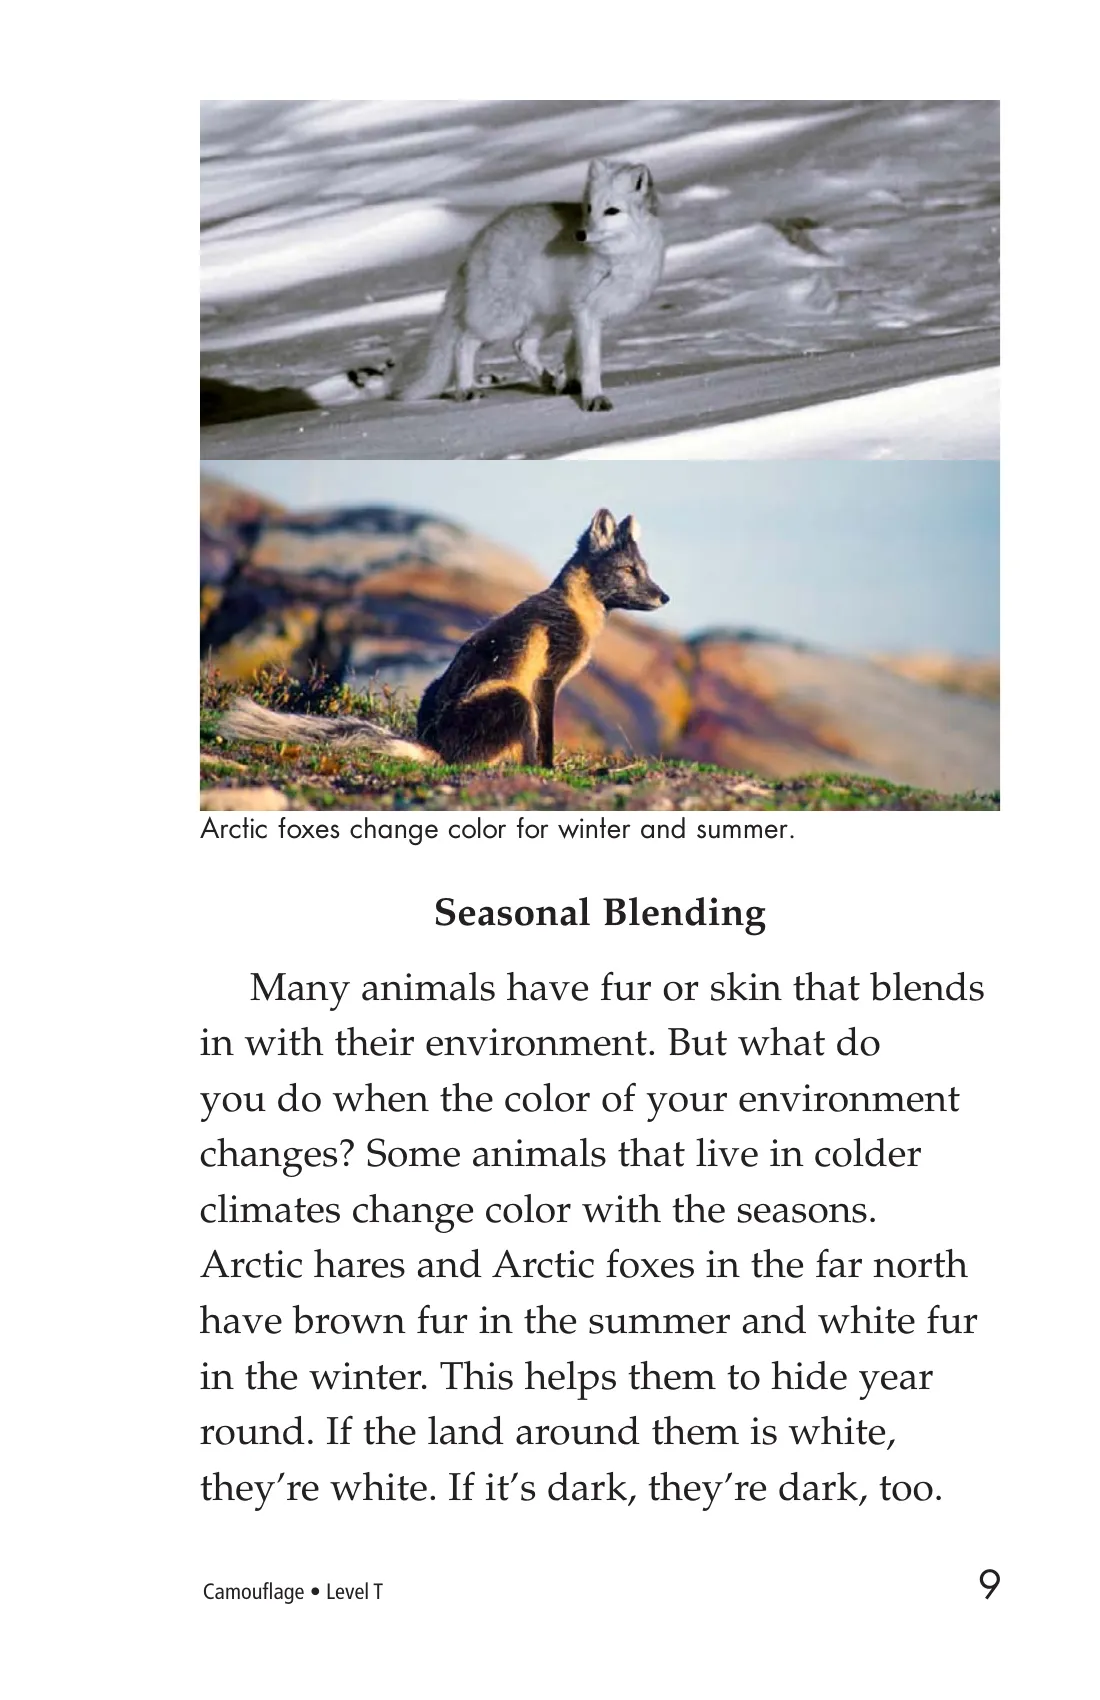 Arctic foxes change color for winter and summer.
Seasonal Blending
Many animals have fur or skin that blends
in with their environment. But what do
you do when the color of your environment
changes? Some animals that live in colder
climates change color with the seasons.
Arctic hares and Arctic foxes in the far north
have brown fur in the summer and white fur
in the winter. This helps them to hide year
round. If the land around them is white,
they’re white. If it’s dark, they’re dark, too.
Camouflage • Level T
9